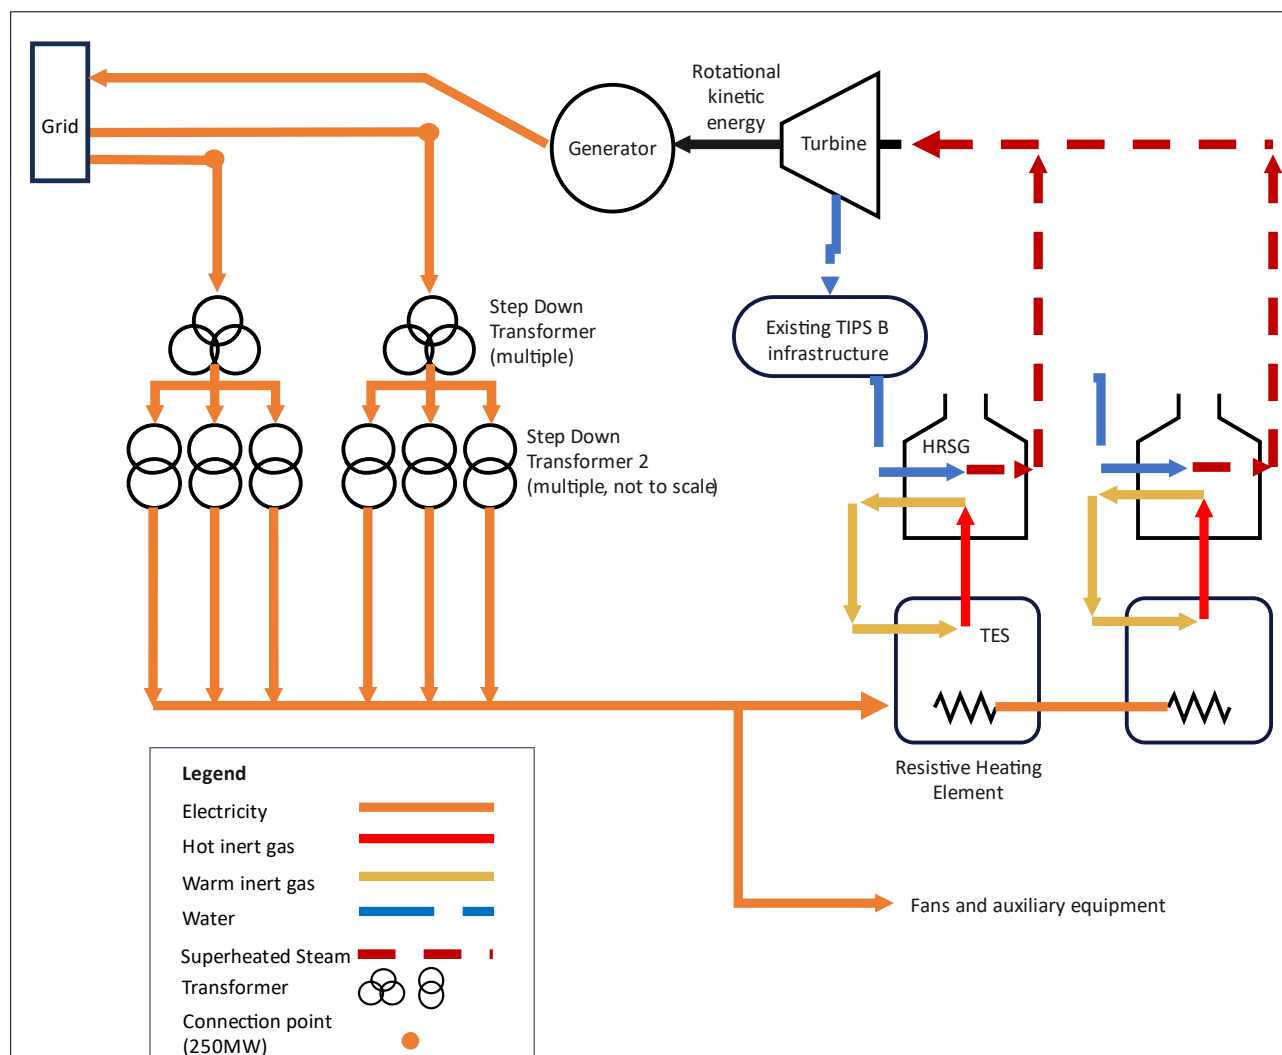 Grid
Generator
Rotational
kinetic
energy
Turbine
Step Down
Transformer
(multiple)
Existing TIPS B
infrastructure
Step Down
Transformer 2
(multiple, not to scale)
HRSG
TES
Resistive Heating
Element
Fans and auxiliary equipment
Legend
Electricity
Hot inert gas
Warm inert gas
Water
Superheated Steam
Transformer
Connection point
(250MW)